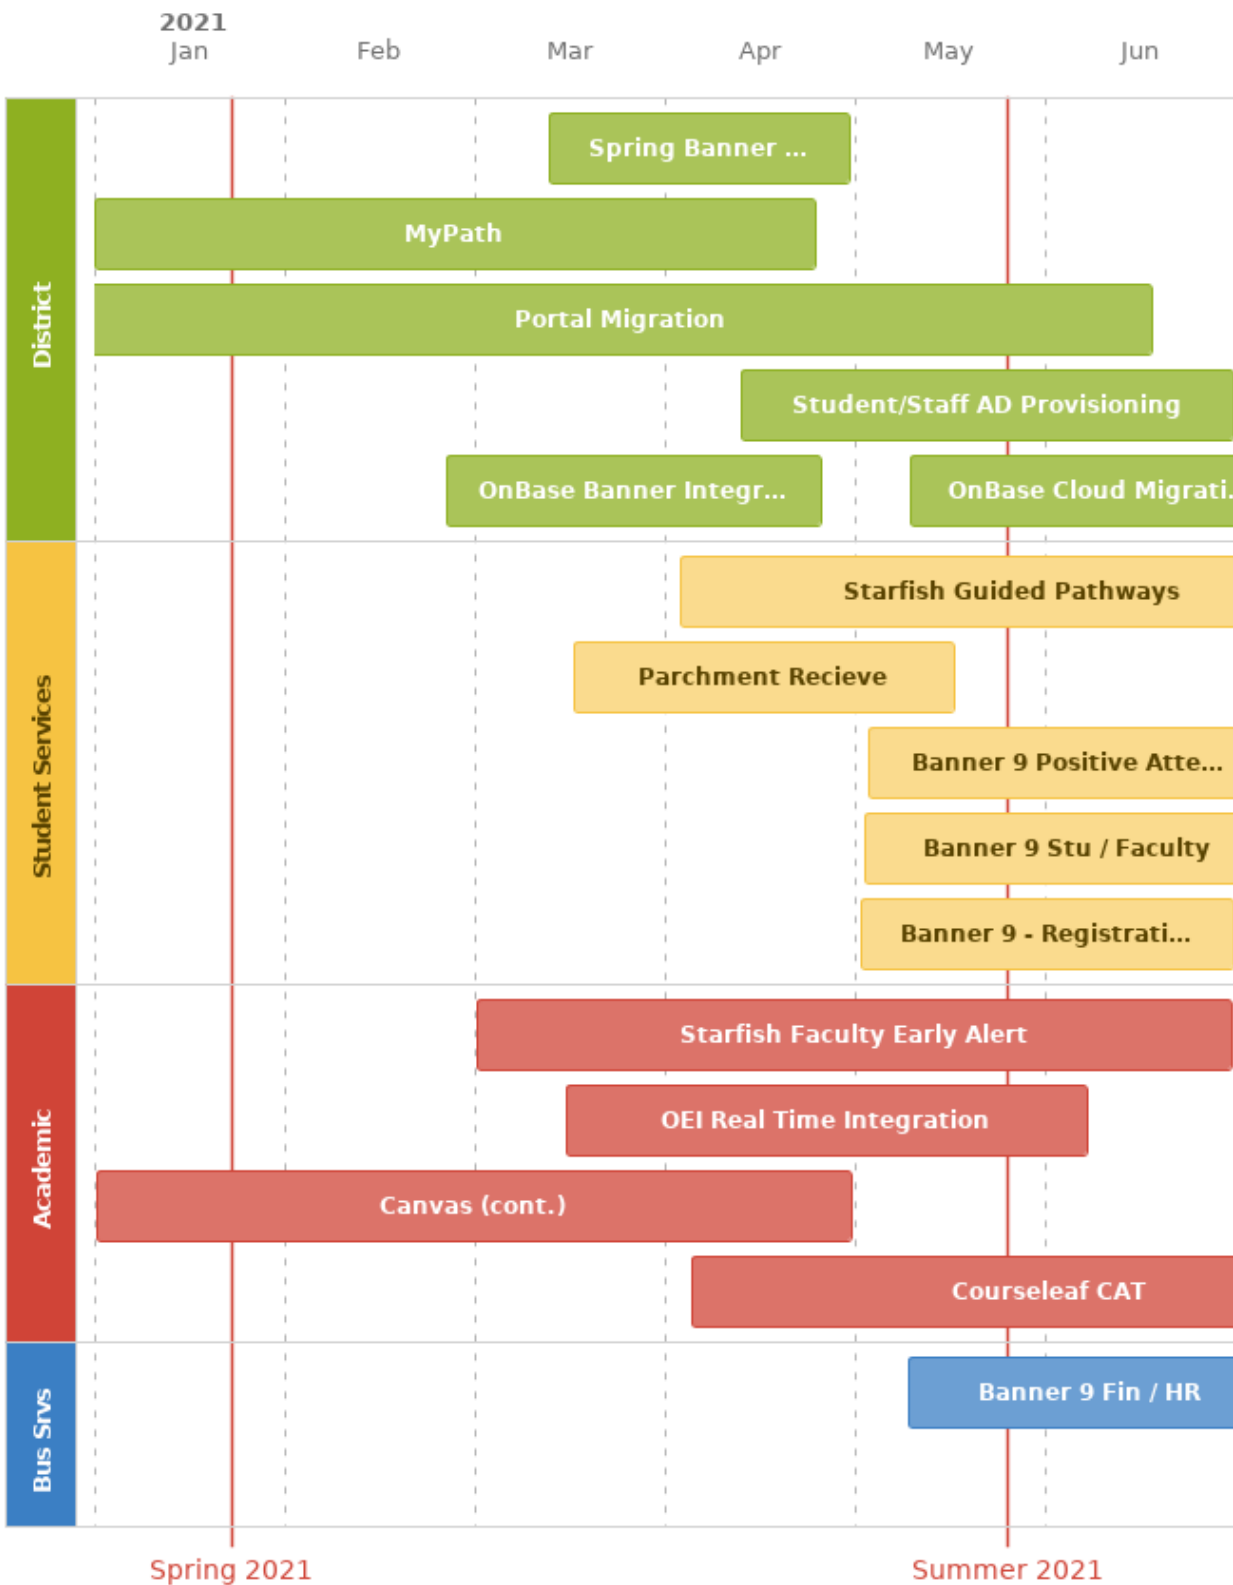 2021
Jan Feb Mar Apr May Jun
District
Spring Banner ...
MyPath
Portal Migration
Student/Staff AD Provisioning
OnBase Banner Integr...
OnBase Cloud Migrati.
Student Services
Starfish Guided Pathways
Parchment Recieve
Banner 9 Positive Atte...
Banner 9 Stu / Faculty
Banner 9 - Registrati...
Academic
Starfish Faculty Early Alert
OEI Real Time Integration
Canvas (cont.)
Courseleaf CAT
Bus Srvs
Banner 9 Fin / HR
Spring 2021
Summer 2021